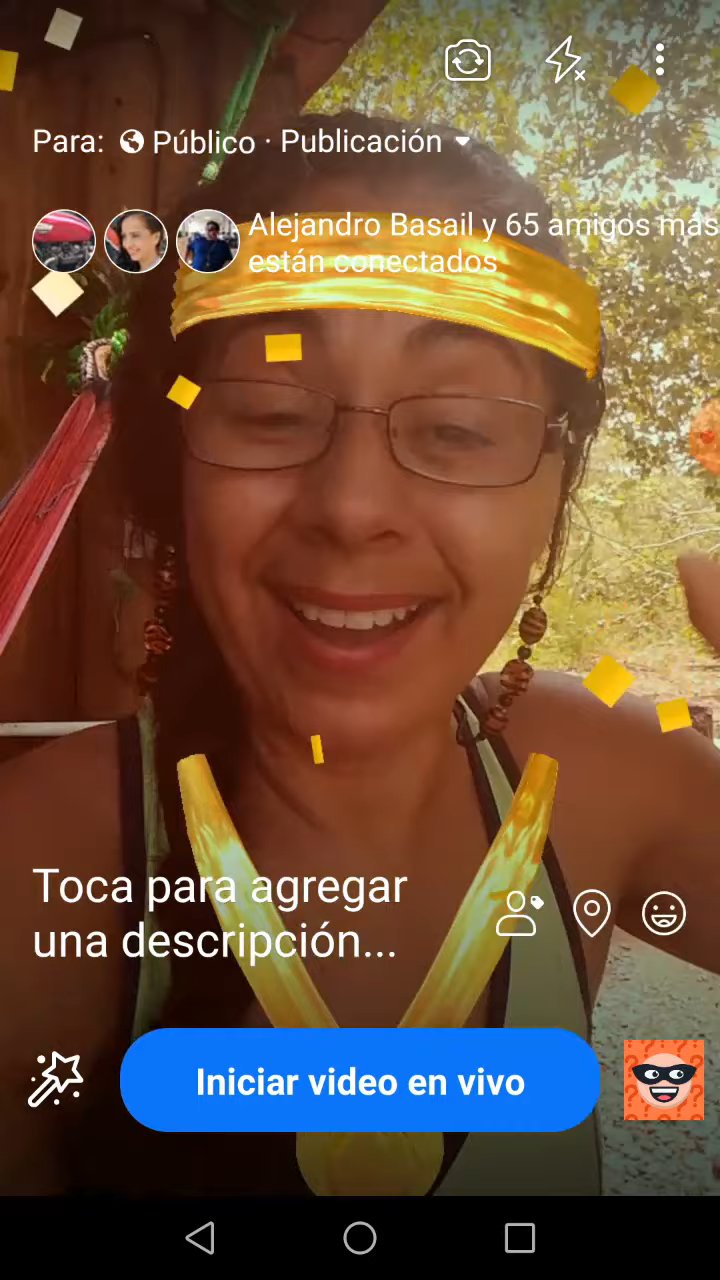 Para: Público · Publicación
Alejandro Basail y 65 amigos más
están conectados
Toca para agregar
una descripción...
Iniciar video en vivo